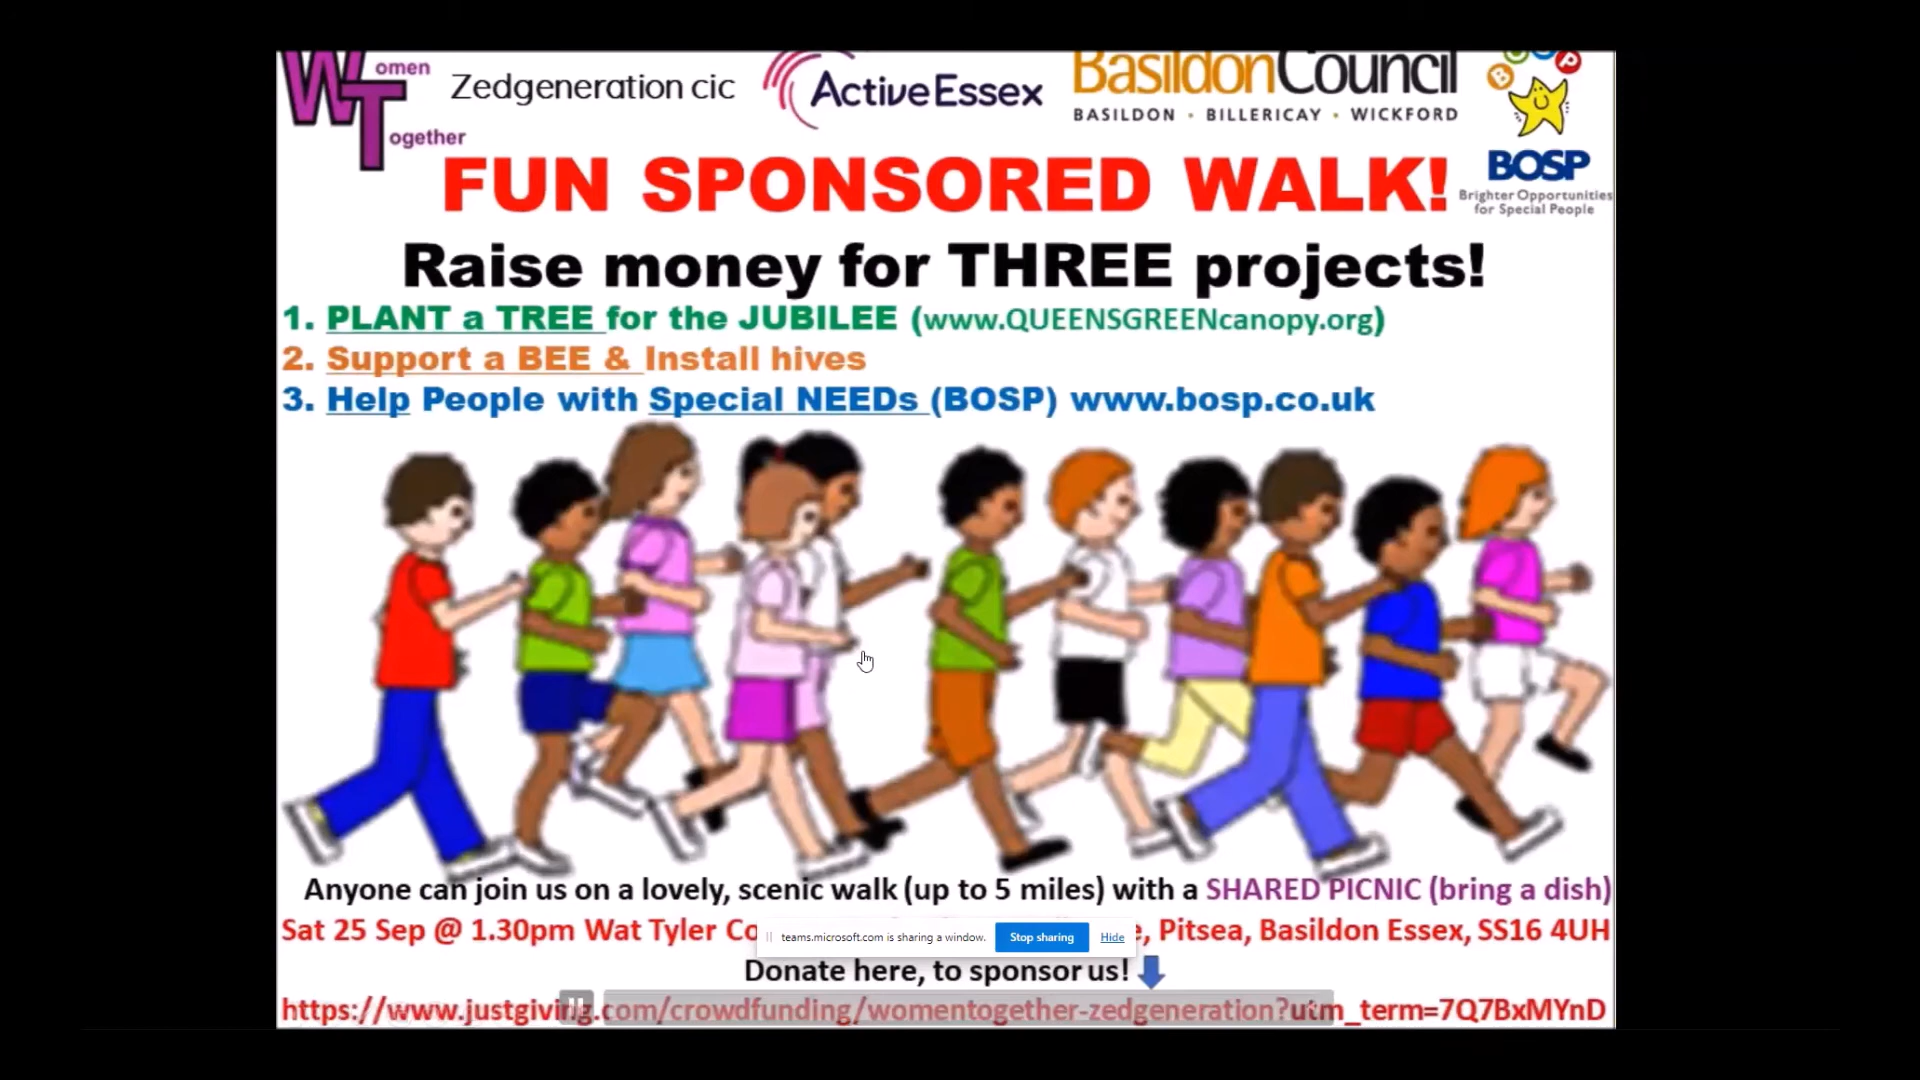 Women
Together
Zedgeneration cic
ActiveEssex
BasildonCouncil
BASILDON · BILLERICAY · WICKFORD
BOSP
Brighter Opportunities
for Special People
FUN SPONSORED WALK!
Raise money for THREE projects!
1. PLANT a TREE for the JUBILEE (www.QUEENSGREENcanopy.org)
2. Support a BEE & Install hives
3. Help People with Special NEEDs (BOSP) www.bosp.co.uk
Anyone can join us on a lovely, scenic walk (up to 5 miles) with a SHARED PICNIC (bring a dish)
Sat 25 Sep @ 1.30pm Wat Tyler , Pitsea, Basildon Essex, SS16 4UH
teams.microsoft.com is sharing a window. Stop sharing Hide
Donate here, to sponsor us!
https://www.justgiving.com/crowdfunding/womentogether-zedgeneration?utm_term=7Q7BxMYnD